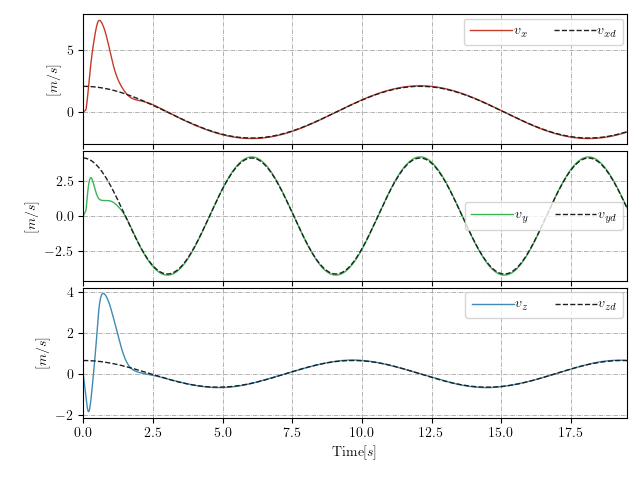 5
0
[m/s]
v_x v_xd
2.5
0.0
−2.5
[m/s]
v_y v_yd
4
2
0
−2
[m/s]
v_z v_zd
0.0 2.5 5.0 7.5 10.0 12.5 15.0 17.5
Time[s]